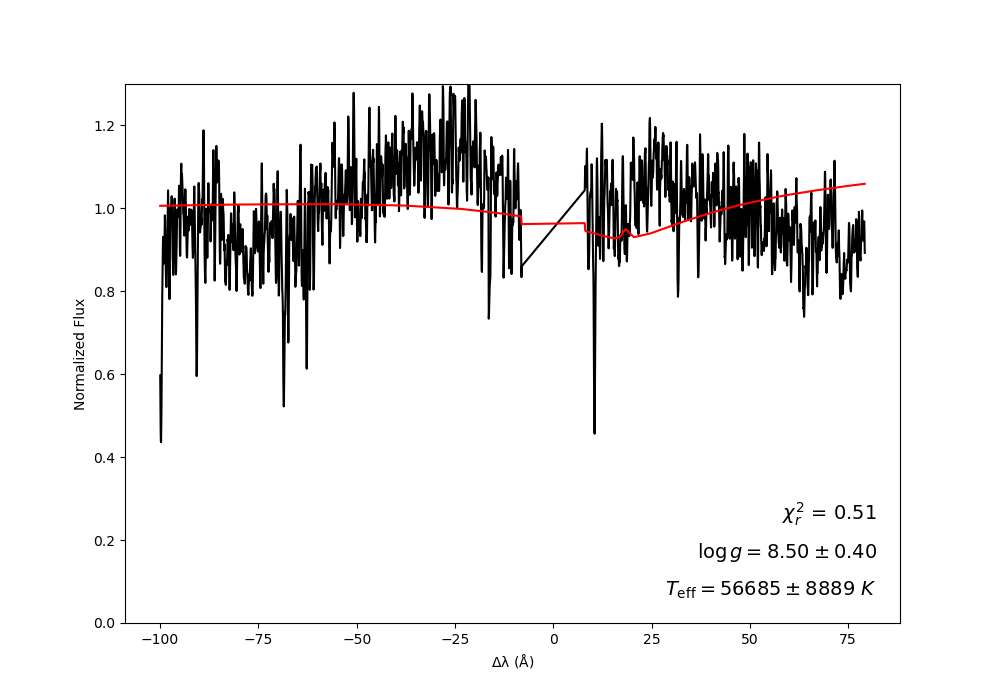 1.2
1.0
0.8
0.6
0.4
0.2
0.0
Normalized Flux
χ²ᵣ = 0.51
log g = 8.50 ± 0.40
T_eff = 56685 ± 8889 K
−100 −75 −50 −25 0 25 50 75
Δλ (Å)